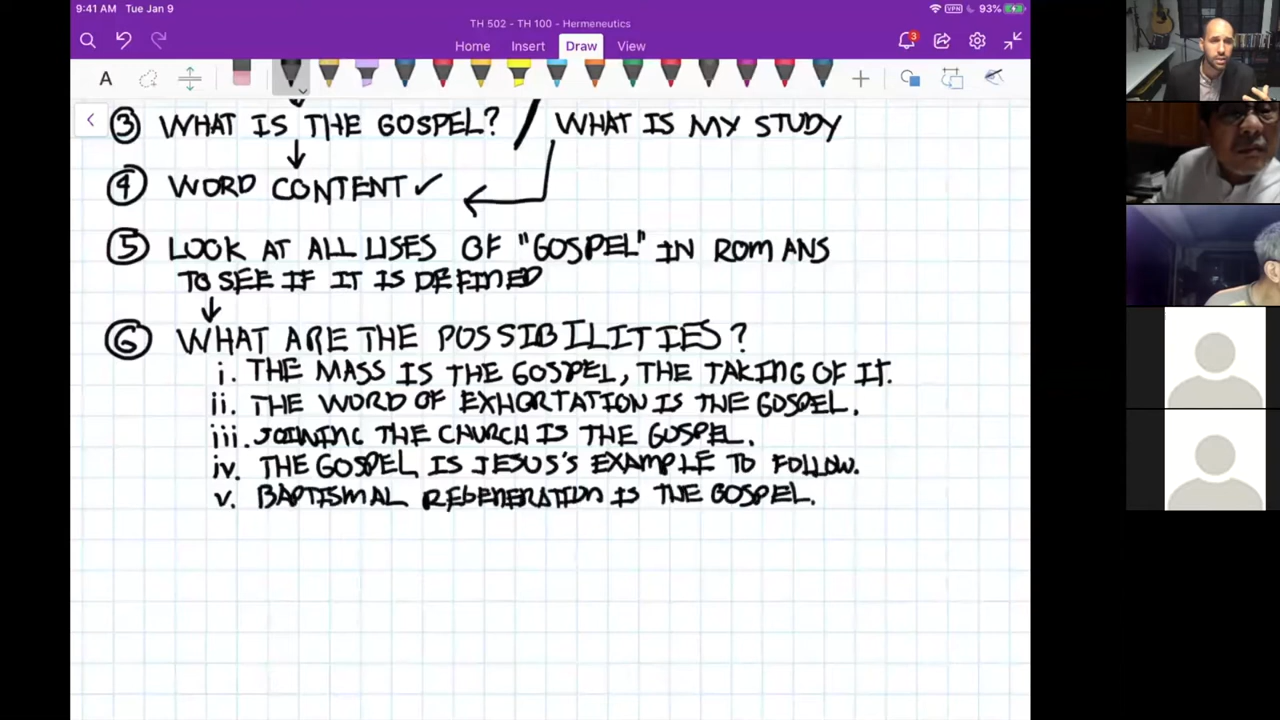 9:41 AM Tue Jan 9
VPN 93%
TH 502 - TH 100 - Hermeneutics
Home Insert Draw View
3
A
③ WHAT IS THE GOSPEL? / WHAT IS MY STUDY
④ WORD CONTENT ✓
⑤ LOOK AT ALL USES OF "GOSPEL" IN ROMANS
TO SEE IF IT IS DEFINED
⑥ WHAT ARE THE POSSIBILITIES?
i. THE MASS IS THE GOSPEL, THE TAKING OF IT.
ii. THE WORD OF EXHORTATION IS THE GOSPEL.
iii. JOINING THE CHURCH IS THE GOSPEL.
iv. THE GOSPEL IS JESUS'S EXAMPLE TO FOLLOW.
v. BAPTISMAL REGENERATION IS THE GOSPEL.